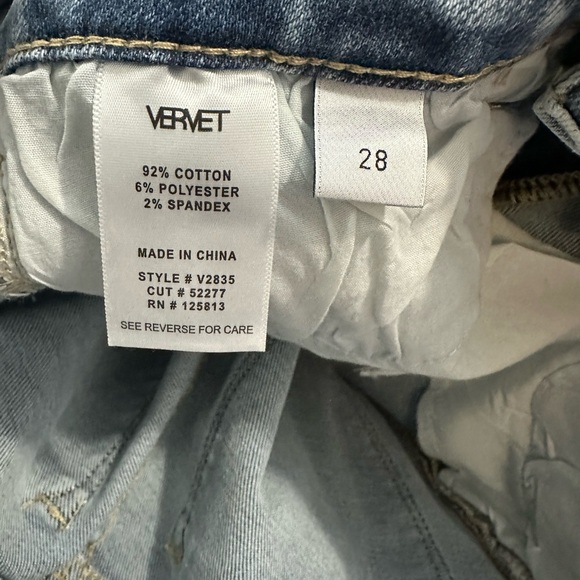 VERVET
92% COTTON
6% POLYESTER
2% SPANDEX
MADE IN CHINA
STYLE # V2835
CUT # 52277
RN # 125813
SEE REVERSE FOR CARE
28